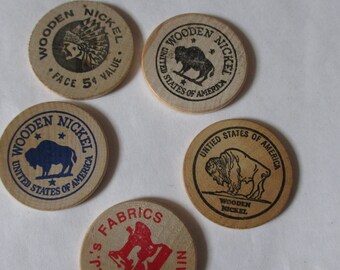 WOODEN NICKEL
FACE 5¢ VALUE
WOODEN NICKEL
UNITED STATES OF AMERICA
WOODEN NICKEL
UNITED STATES OF AMERICA
UNTIED STATES OF AMERICA
WOODEN
NICKEL
J.'s FABRICS